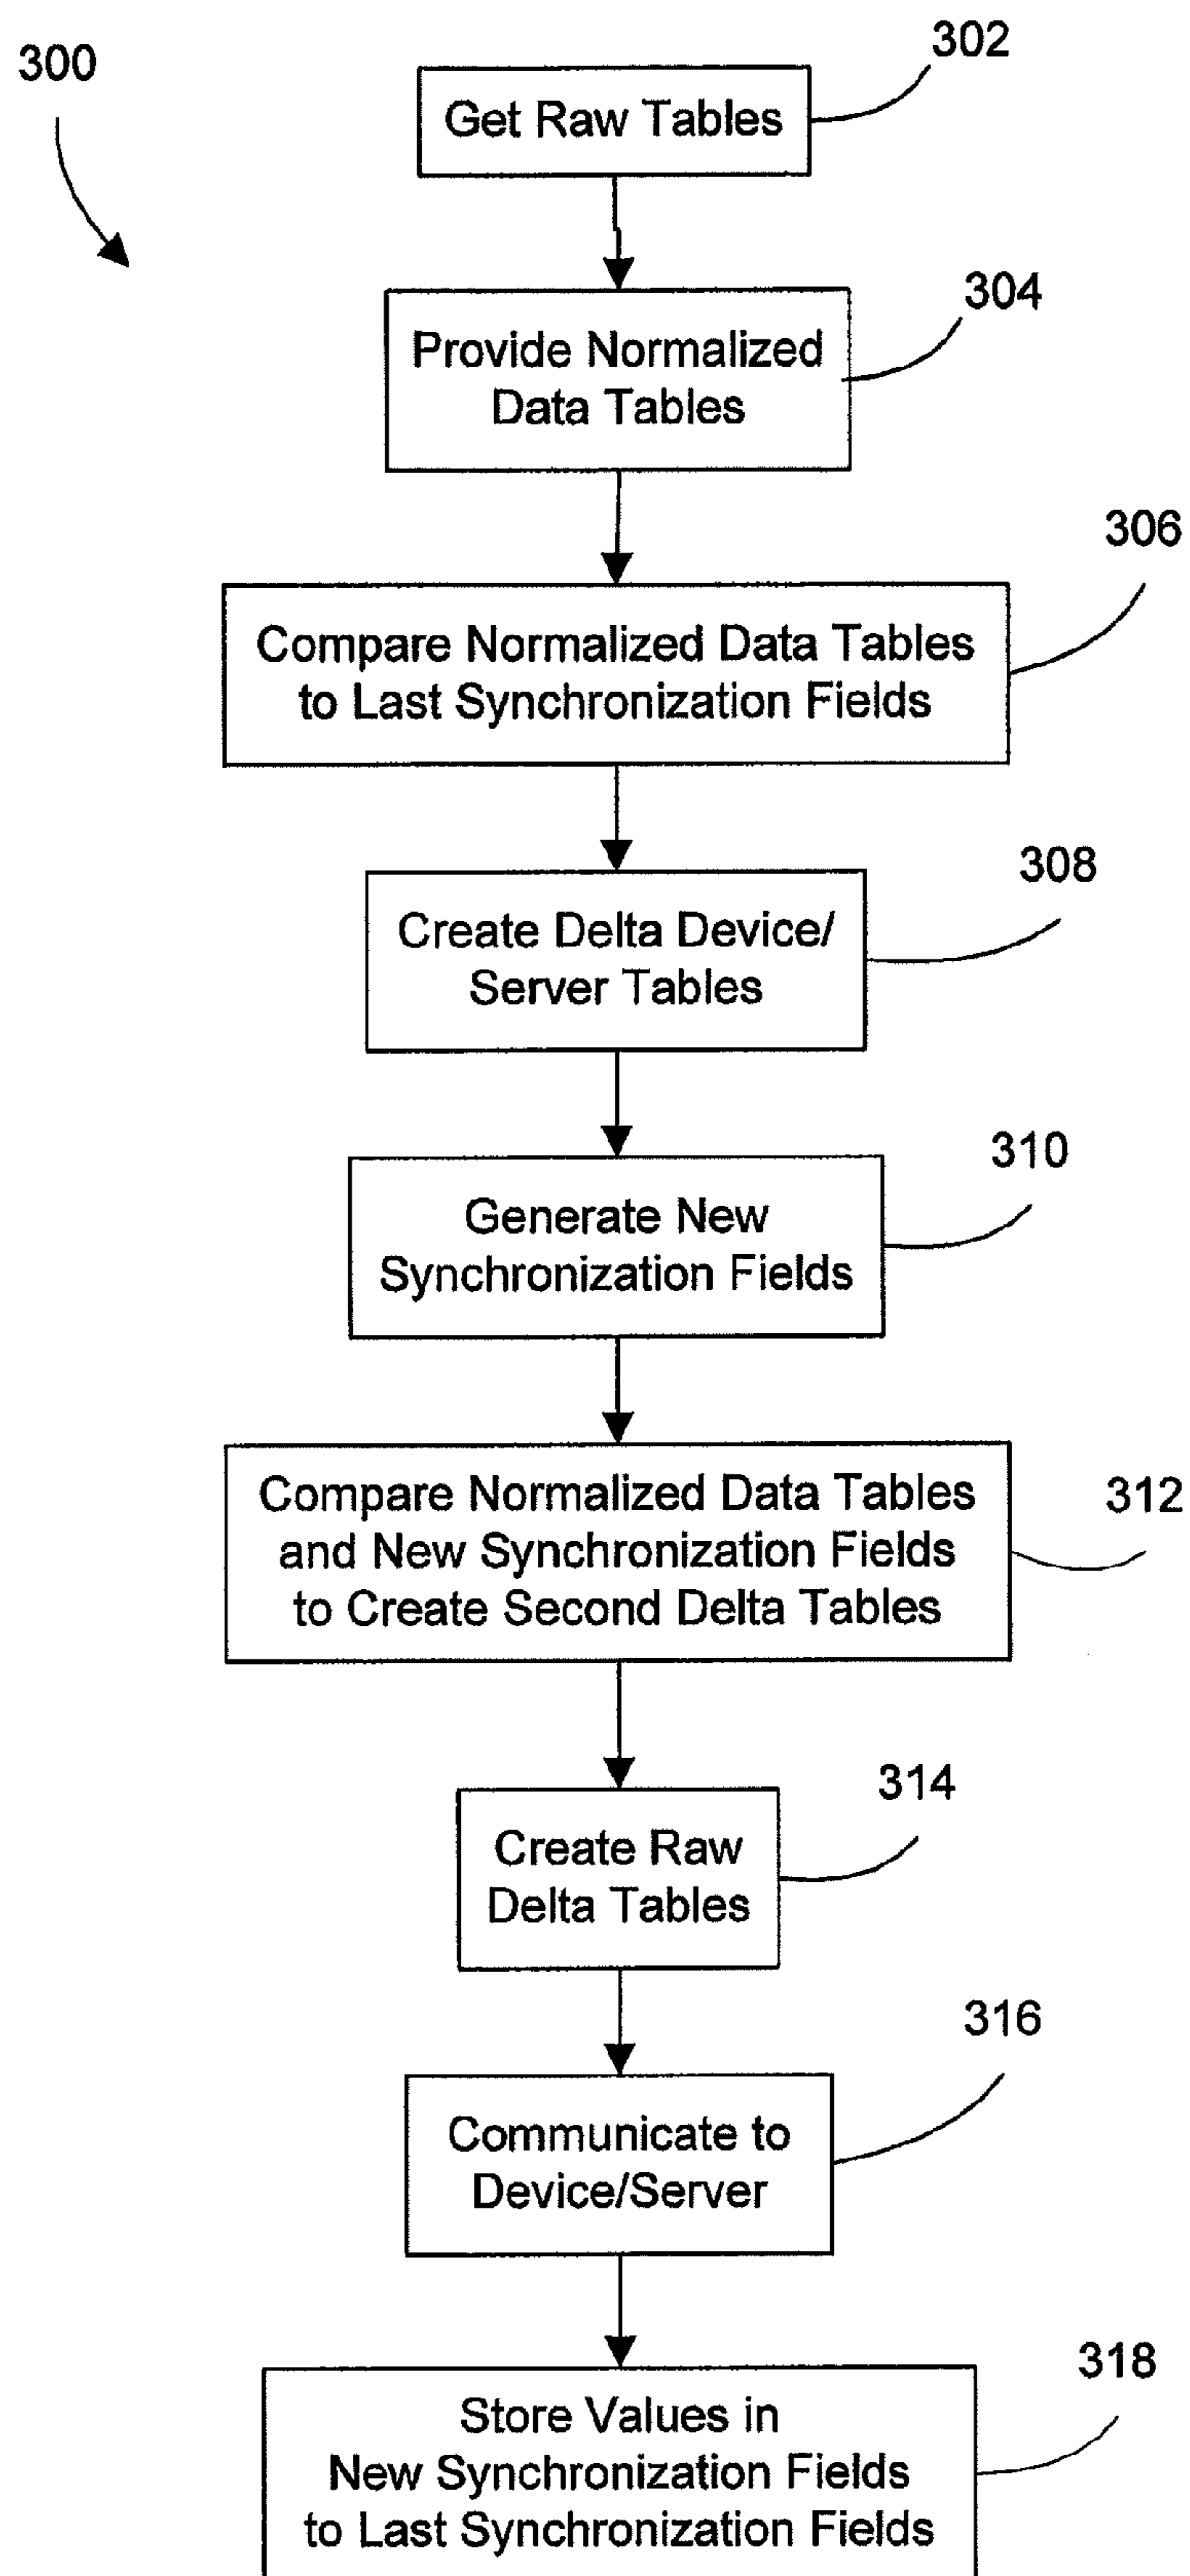 300
302
Get Raw Tables
304
Provide Normalized
Data Tables
306
Compare Normalized Data Tables
to Last Synchronization Fields
308
Create Delta Device/
Server Tables
310
Generate New
Synchronization Fields
312
Compare Normalized Data Tables
and New Synchronization Fields
to Create Second Delta Tables
314
Create Raw
Delta Tables
316
Communicate to
Device/Server
318
Store Values in
New Synchronization Fields
to Last Synchronization Fields